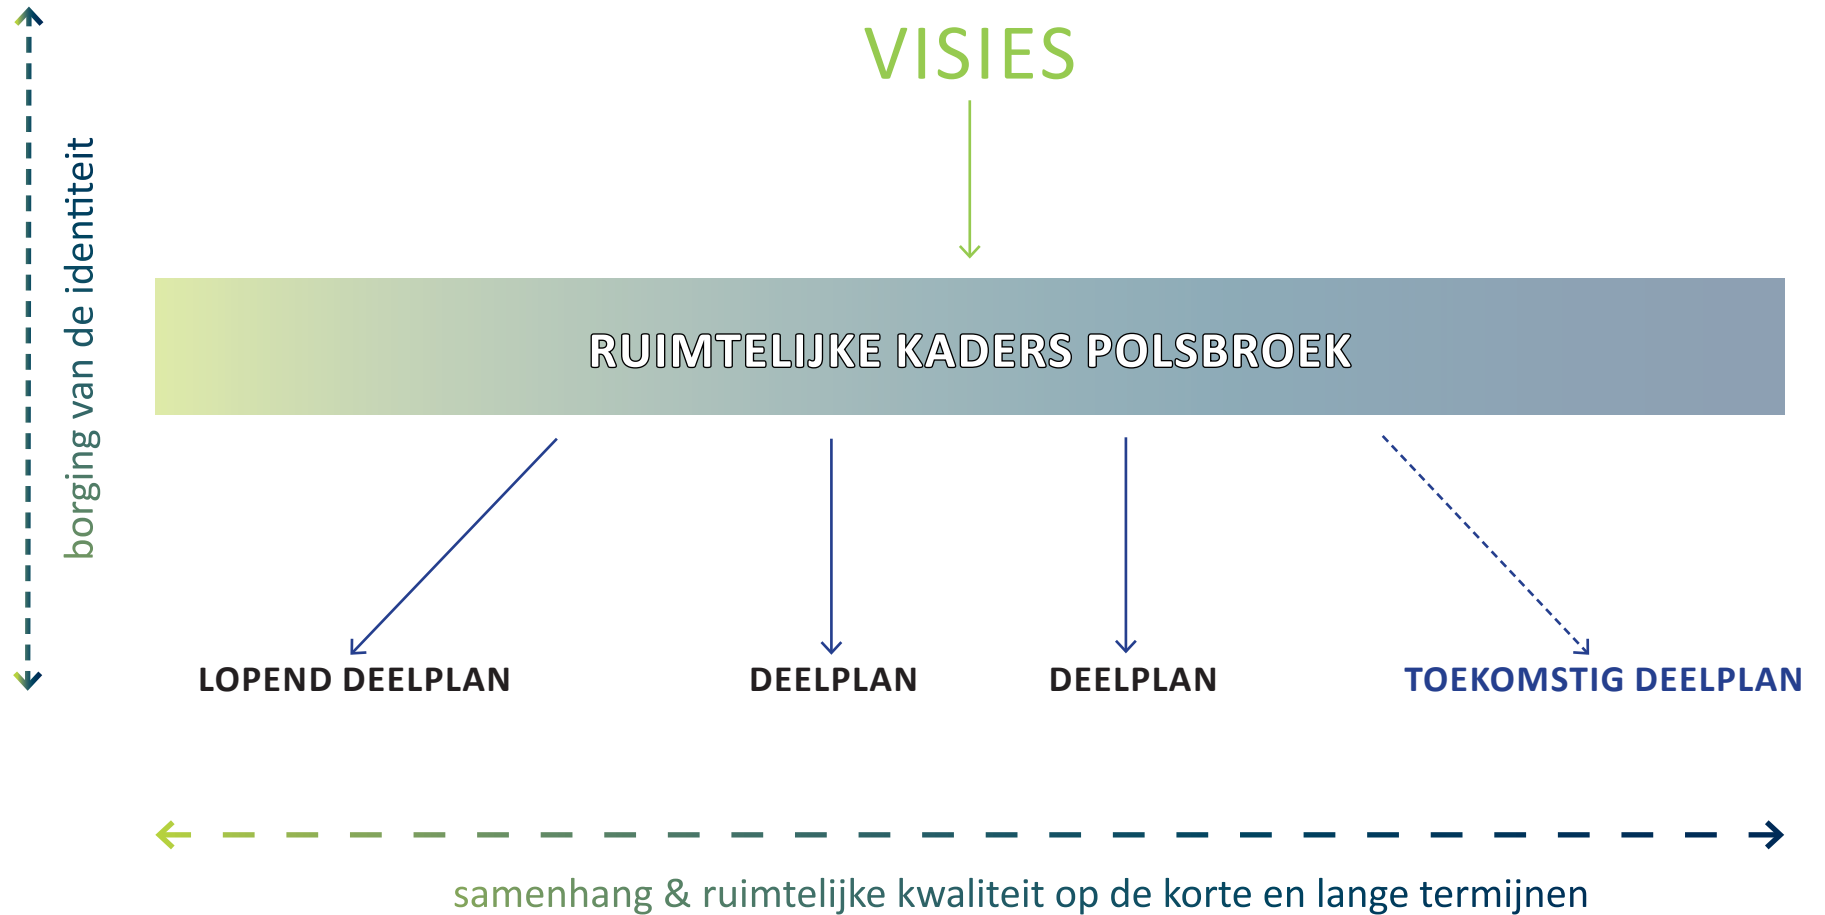 VISIES
borging van de identiteit
RUIMTELIJKE KADERS POLSBROEK
LOPEND DEELPLAN
DEELPLAN
DEELPLAN
TOEKOMSTIG DEELPLAN
samenhang & ruimtelijke kwaliteit op de korte en lange termijnen